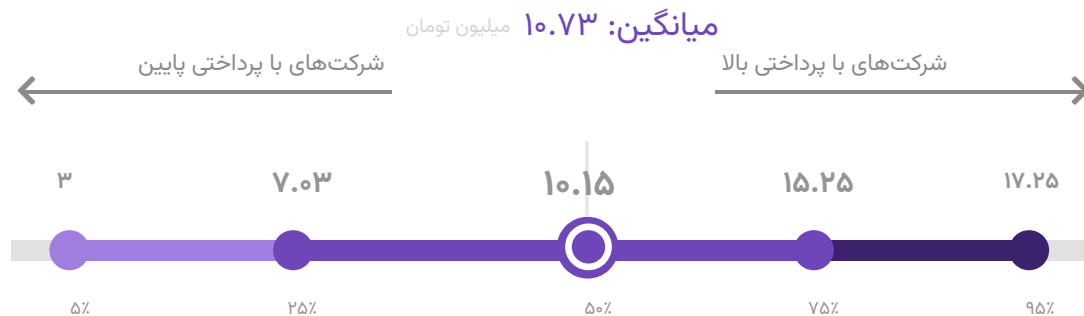 میانگین: ۱۰.۷۳ میلیون تومان
شرکت‌های با پرداختی پایین
شرکت‌های با پرداختی بالا
۳ ۷.۰۳ ۱۰.۱۵ ۱۵.۲۵ ۱۷.۲۵
۵٪ ۲۵٪ ۵۰٪ ۷۵٪ ۹۵٪